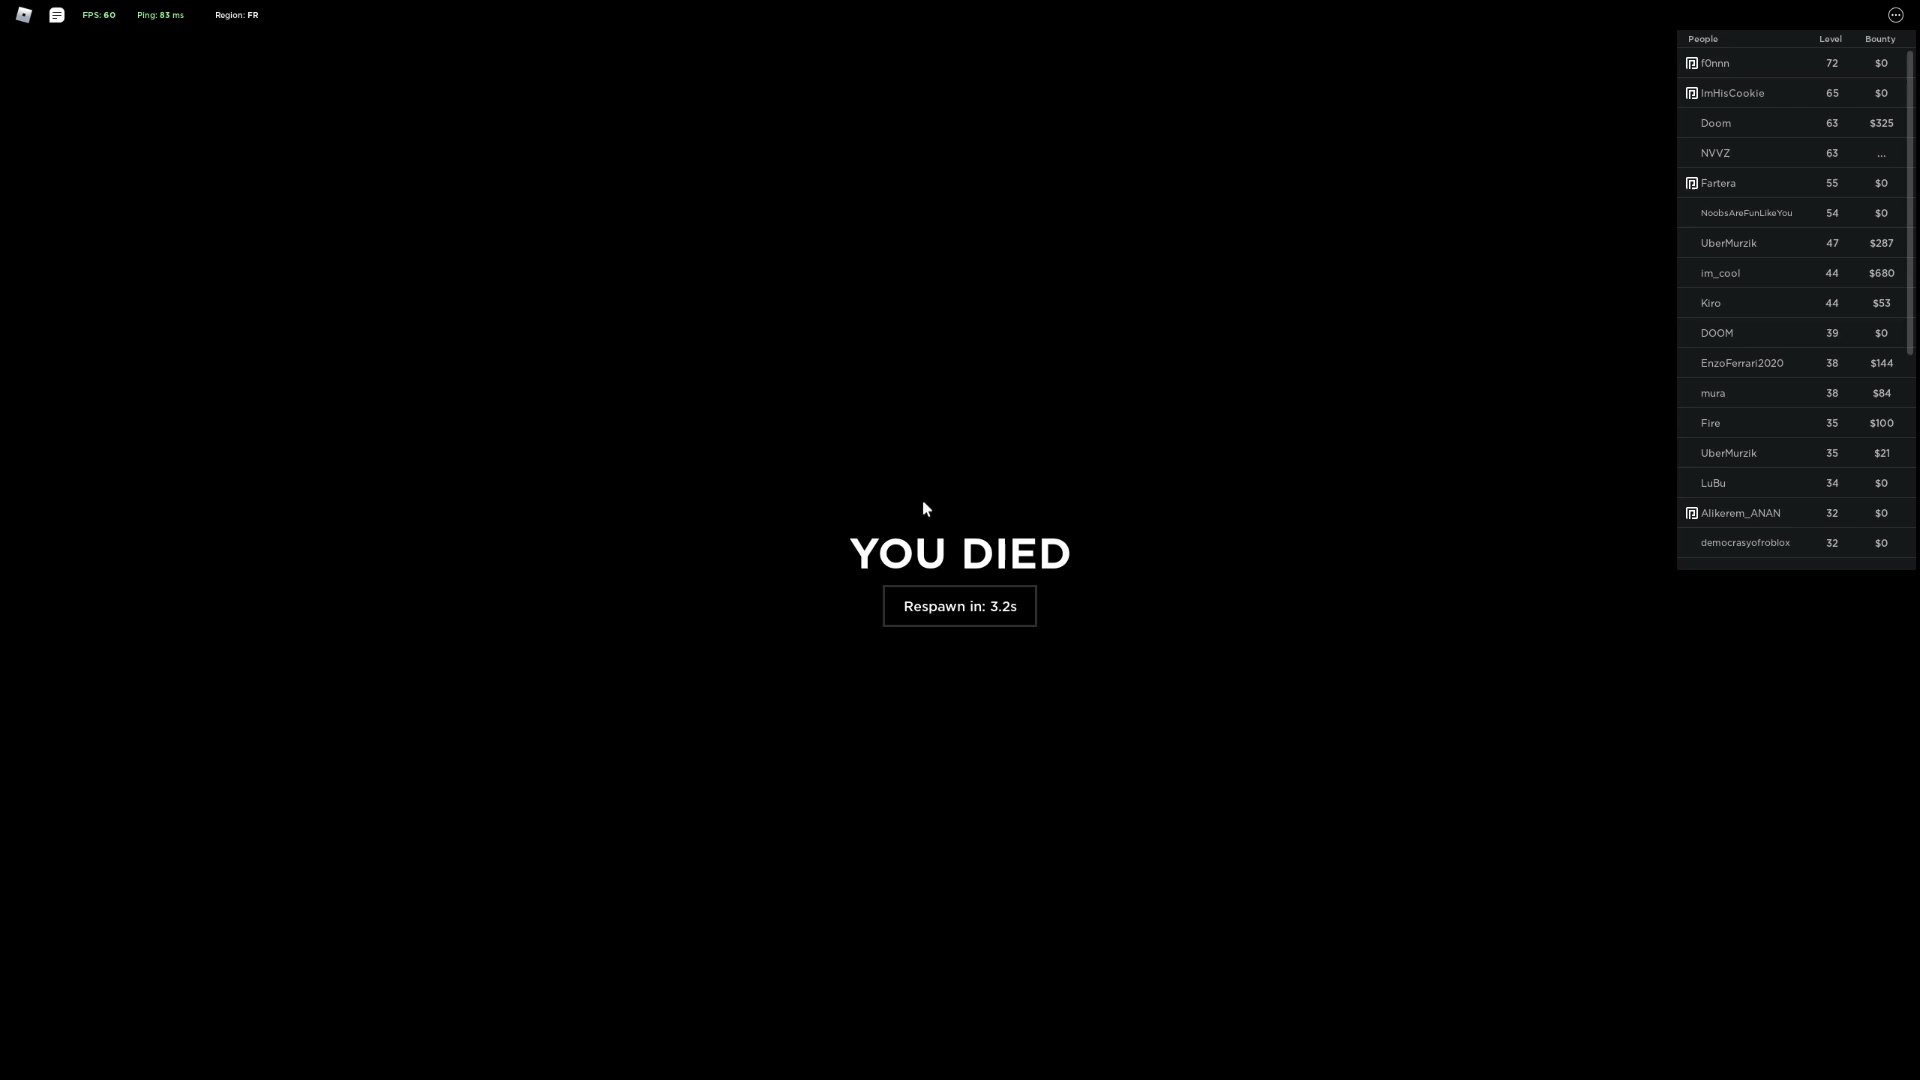 FPS: 60 Ping: 83 ms Region: FR
People Level Bounty
f0nnn 72 $0
ImHisCookie 65 $0
Doom 63 $325
NVVZ 63 ...
Fartera 55 $0
NoobsAreFunLikeYou 54 $0
UberMurzik 47 $287
im_cool 44 $680
Kiro 44 $53
DOOM 39 $0
EnzoFerrari2020 38 $144
mura 38 $84
Fire 35 $100
UberMurzik 35 $21
LuBu 34 $0
Alikerem_ANAN 32 $0
democrasyofroblox 32 $0
YOU DIED
Respawn in: 3.2s